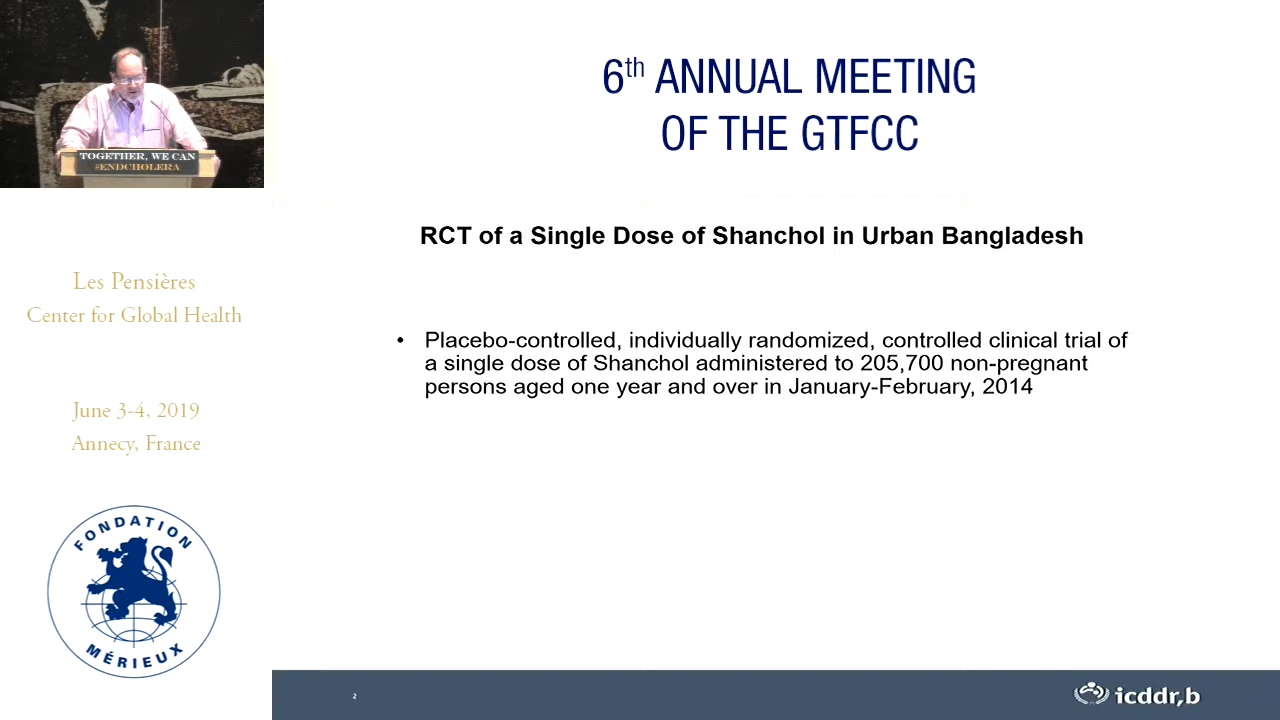 TOGETHER, WE CAN
#ENDCHOLERA
6th ANNUAL MEETING
OF THE GTFCC
RCT of a Single Dose of Shanchol in Urban Bangladesh
Les Pensières
Center for Global Health
• Placebo-controlled, individually randomized, controlled clinical trial of
a single dose of Shanchol administered to 205,700 non-pregnant
persons aged one year and over in January-February, 2014
June 3-4, 2019
Annecy, France
FONDATION
MÉRIEUX
2
icddr,b